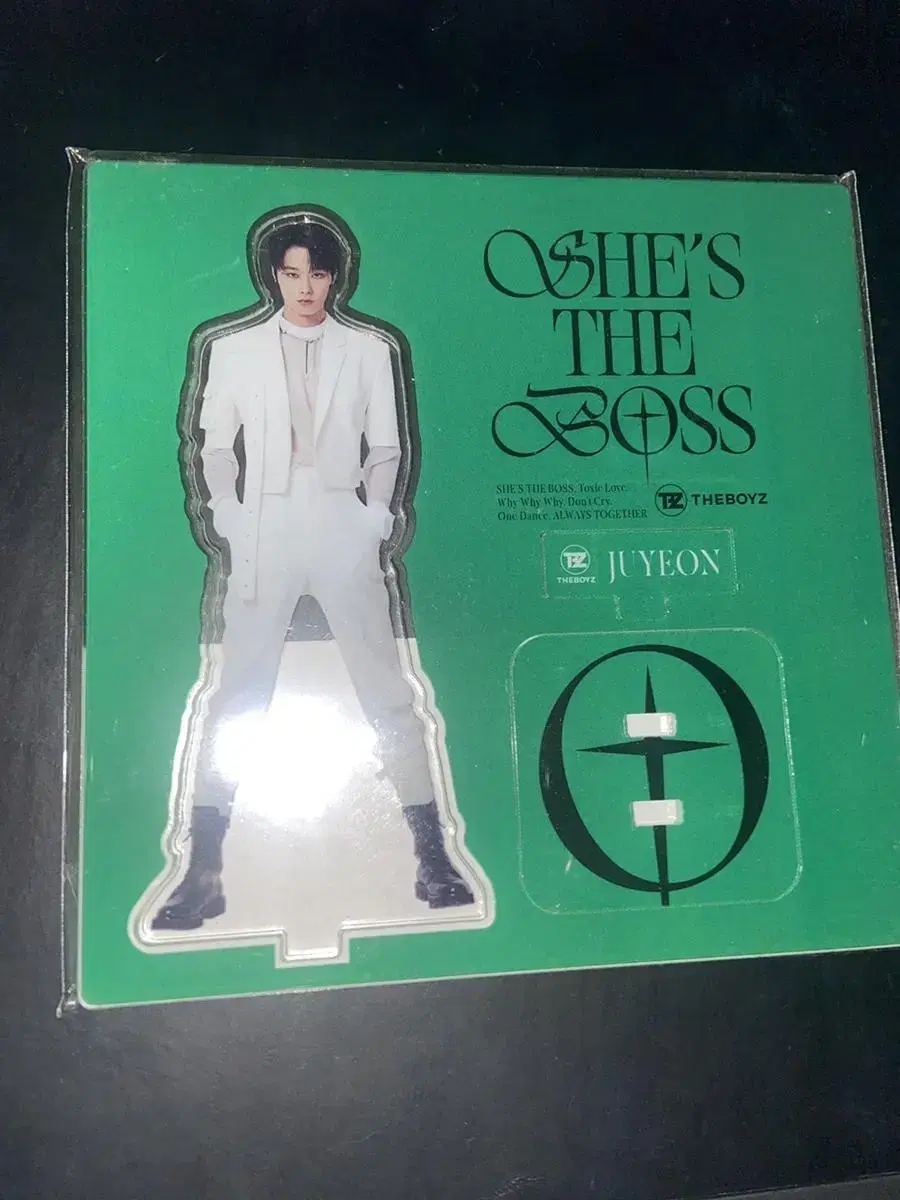 SHE'S
THE
BOSS
SHE'S THE BOSS, Toxic Love,
Why Why Why, Don't Cry,
One Dance, ALWAYS TOGETHER
TBZ THEBOYZ
TBZ
THEBOYZ
JUYEON